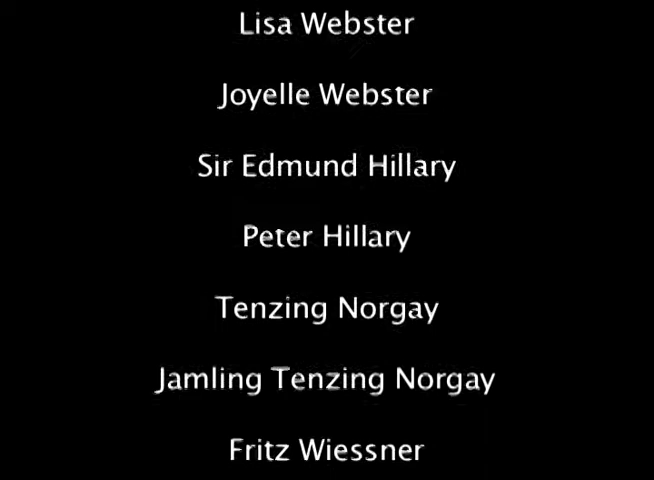 Lisa Webster
Joyelle Webster
Sir Edmund Hillary
Peter Hillary
Tenzing Norgay
Jamling Tenzing Norgay
Fritz Wiessner